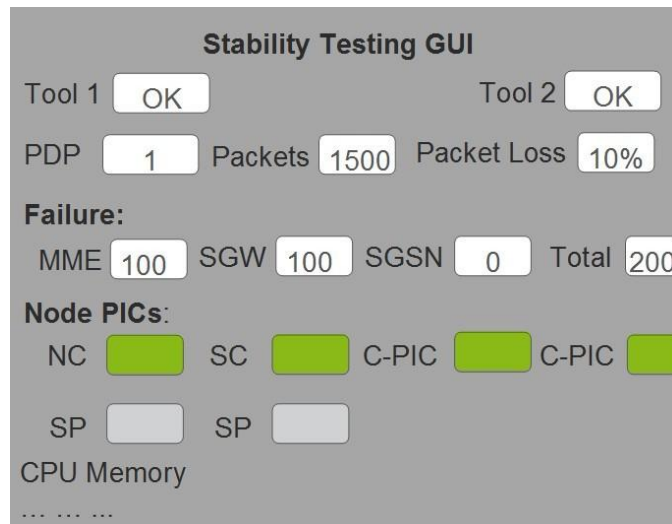 Stability Testing GUI
Tool 1 OK Tool 2 OK
PDP 1 Packets 1500 Packet Loss 10%
Failure:
MME 100 SGW 100 SGSN 0 Total 200
Node PICs:
NC SC C-PIC C-PIC
SP SP
CPU Memory
... ... ...